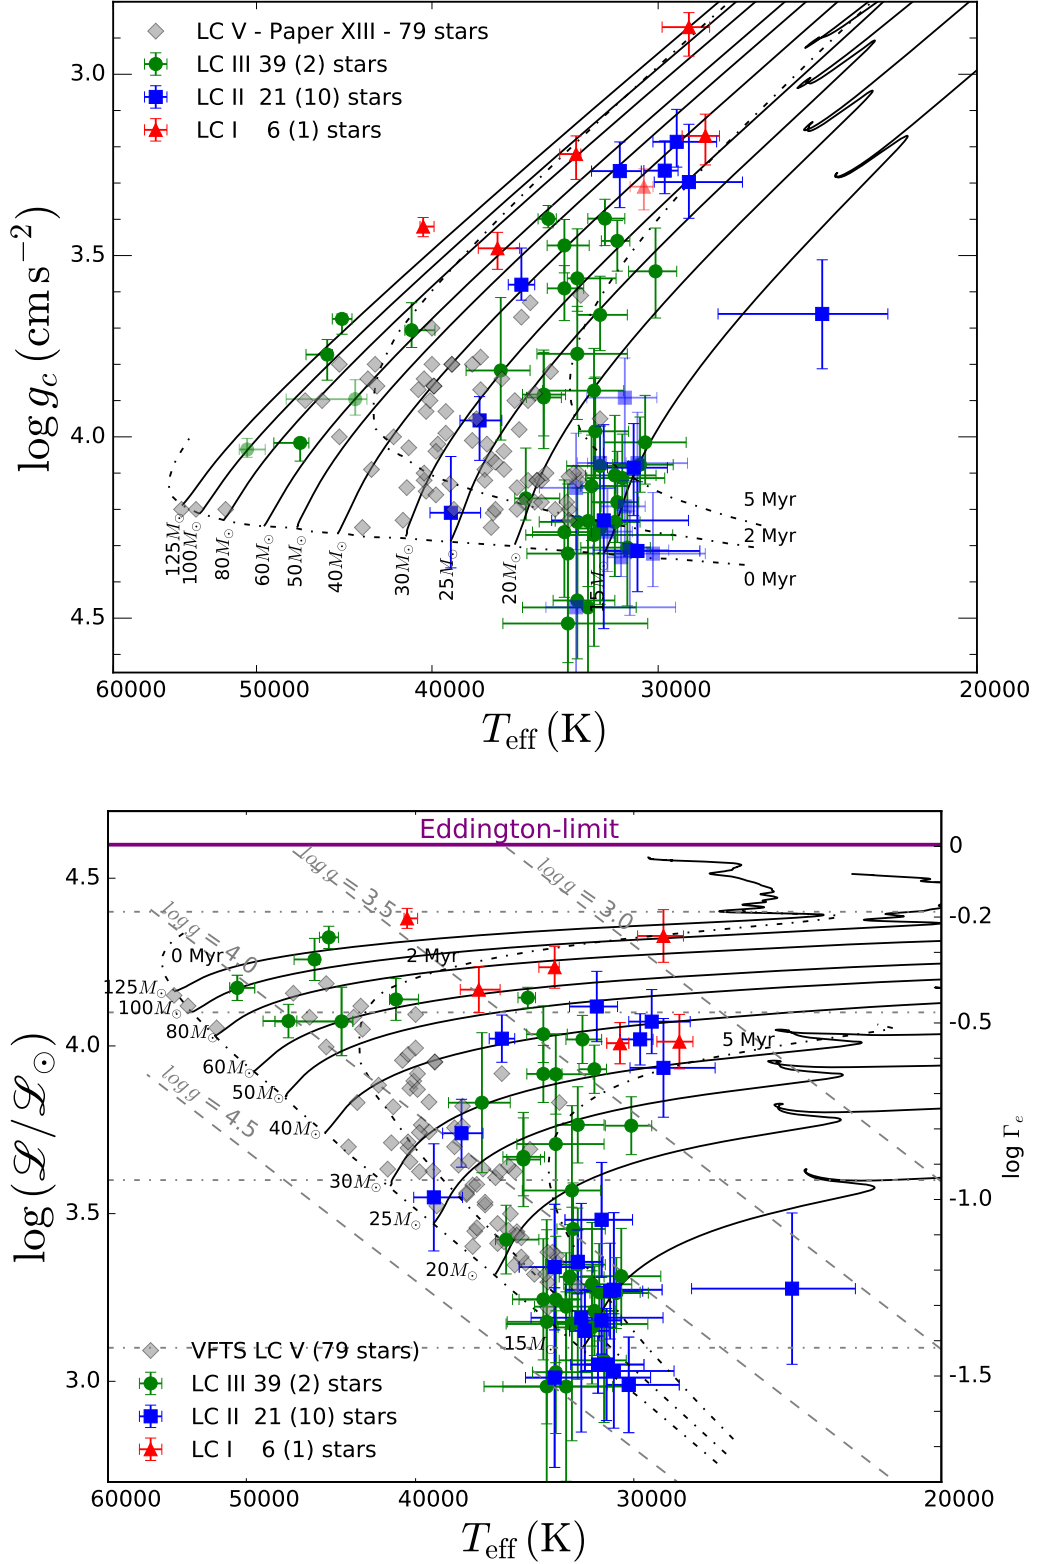 LC V - Paper XIII - 79 stars
LC III 39 (2) stars
LC II 21 (10) stars
LC I 6 (1) stars
3.0
3.5
4.0
4.5
log g_c (cm s^−2)
125M⊙
100M⊙
80M⊙
60M⊙
50M⊙
40M⊙
30M⊙
25M⊙
20M⊙
15M⊙
5 Myr
2 Myr
0 Myr
60000 50000 40000 30000 20000
T_eff (K)
Eddington-limit
log g = 4.0
log g = 3.5
log g = 3.0
log g = 4.5
0 Myr
2 Myr
5 Myr
125M⊙
100M⊙
80M⊙
60M⊙
50M⊙
40M⊙
30M⊙
25M⊙
20M⊙
15M⊙
4.5
4.0
3.5
3.0
log (ℒ/ℒ⊙)
0
-0.2
-0.5
-1.0
-1.5
log Γ_e
VFTS LC V (79 stars)
LC III 39 (2) stars
LC II 21 (10) stars
LC I 6 (1) stars
60000 50000 40000 30000 20000
T_eff (K)